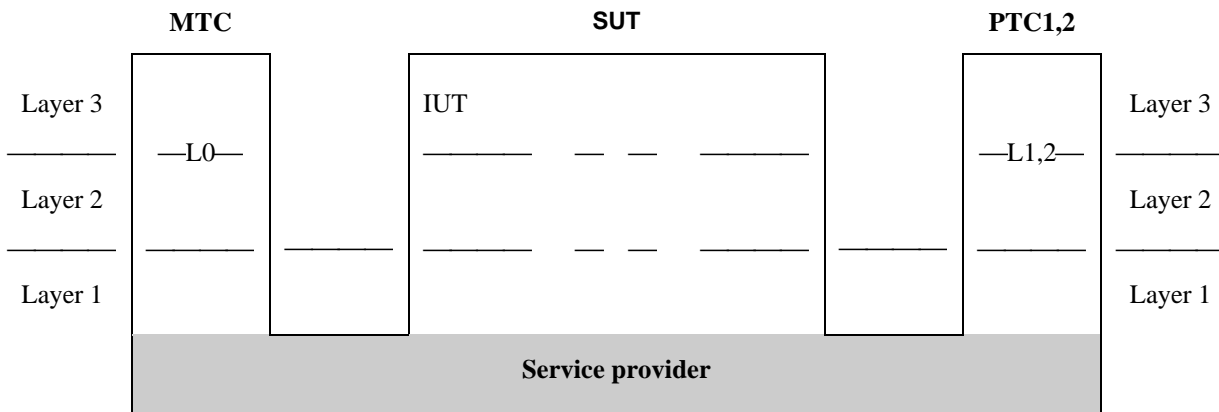 MTC SUT PTC1,2
Layer 3 IUT Layer 3
L0 L1,2
Layer 2 Layer 2
Layer 1 Layer 1
Service provider